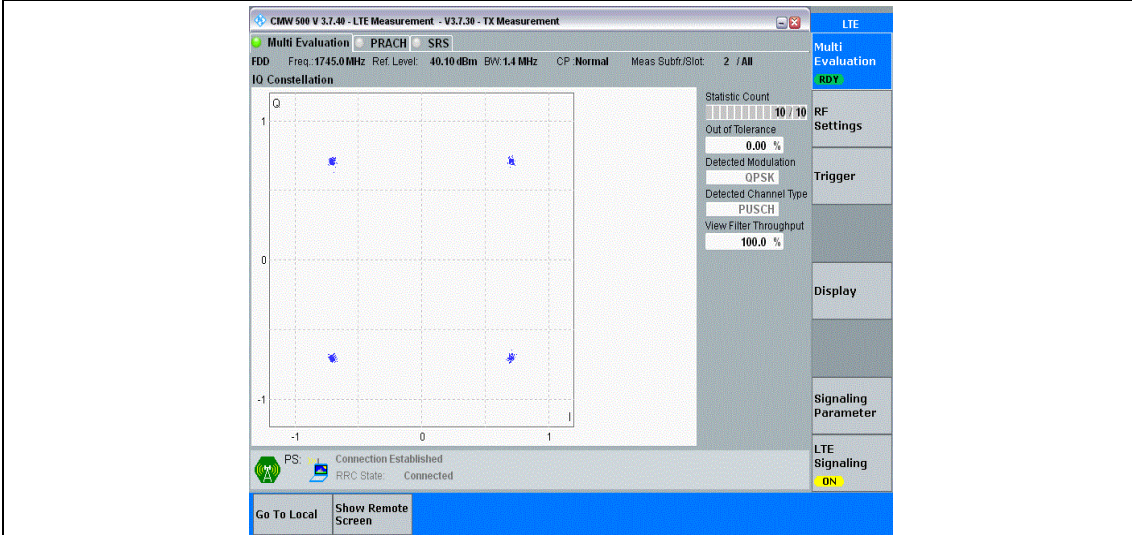 CMW 500 V 3.7.40 - LTE Measurement - V3.7.30 - TX Measurement
LTE
Multi Evaluation PRACH SRS
FDD Freq.:1745.0 MHz Ref. Level: 40.10 dBm BW:1.4 MHz CP :Normal Meas Subfr./Slot: 2 / All
IQ Constellation
Q
1
0
-1
I
-1 0 1
Statistic Count
10 / 10
Out of Tolerance
0.00 %
Detected Modulation
QPSK
Detected Channel Type
PUSCH
View Filter Throughput
100.0 %
Multi
Evaluation
RDY
RF
Settings
Trigger
Display
Signaling
Parameter
LTE
Signaling
ON
PS: Connection Established
RRC State: Connected
Go To Local
Show Remote
Screen